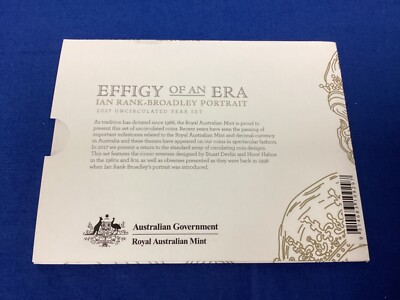 EFFIGY OF AN ERA
IAN RANK-BROADLEY PORTRAIT
2017 UNCIRCULATED YEAR SET
As tradition has dictated since 1966, the Royal Australian Mint is proud to
present this set of uncirculated coins. Recent years have seen the passing of
important milestones related to the Royal Australian Mint and decimal currency
in Australia and these themes have appeared on our coins in spectacular fashion.
In 2017 we present a return to the standard array of circulating coin designs.
This set features the iconic reverses designed by Stuart Devlin and Horst Hahne
in the 1960s and 80s, as well as obverses presented as they were back in 1998
when Ian Rank-Broadley's portrait was introduced.
Australian Government
Royal Australian Mint